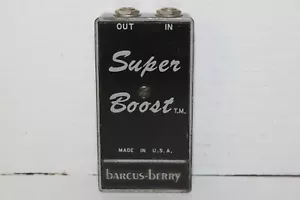 OUT IN
Super
Boost T.M.
MADE IN U.S.A.
barcus-berry